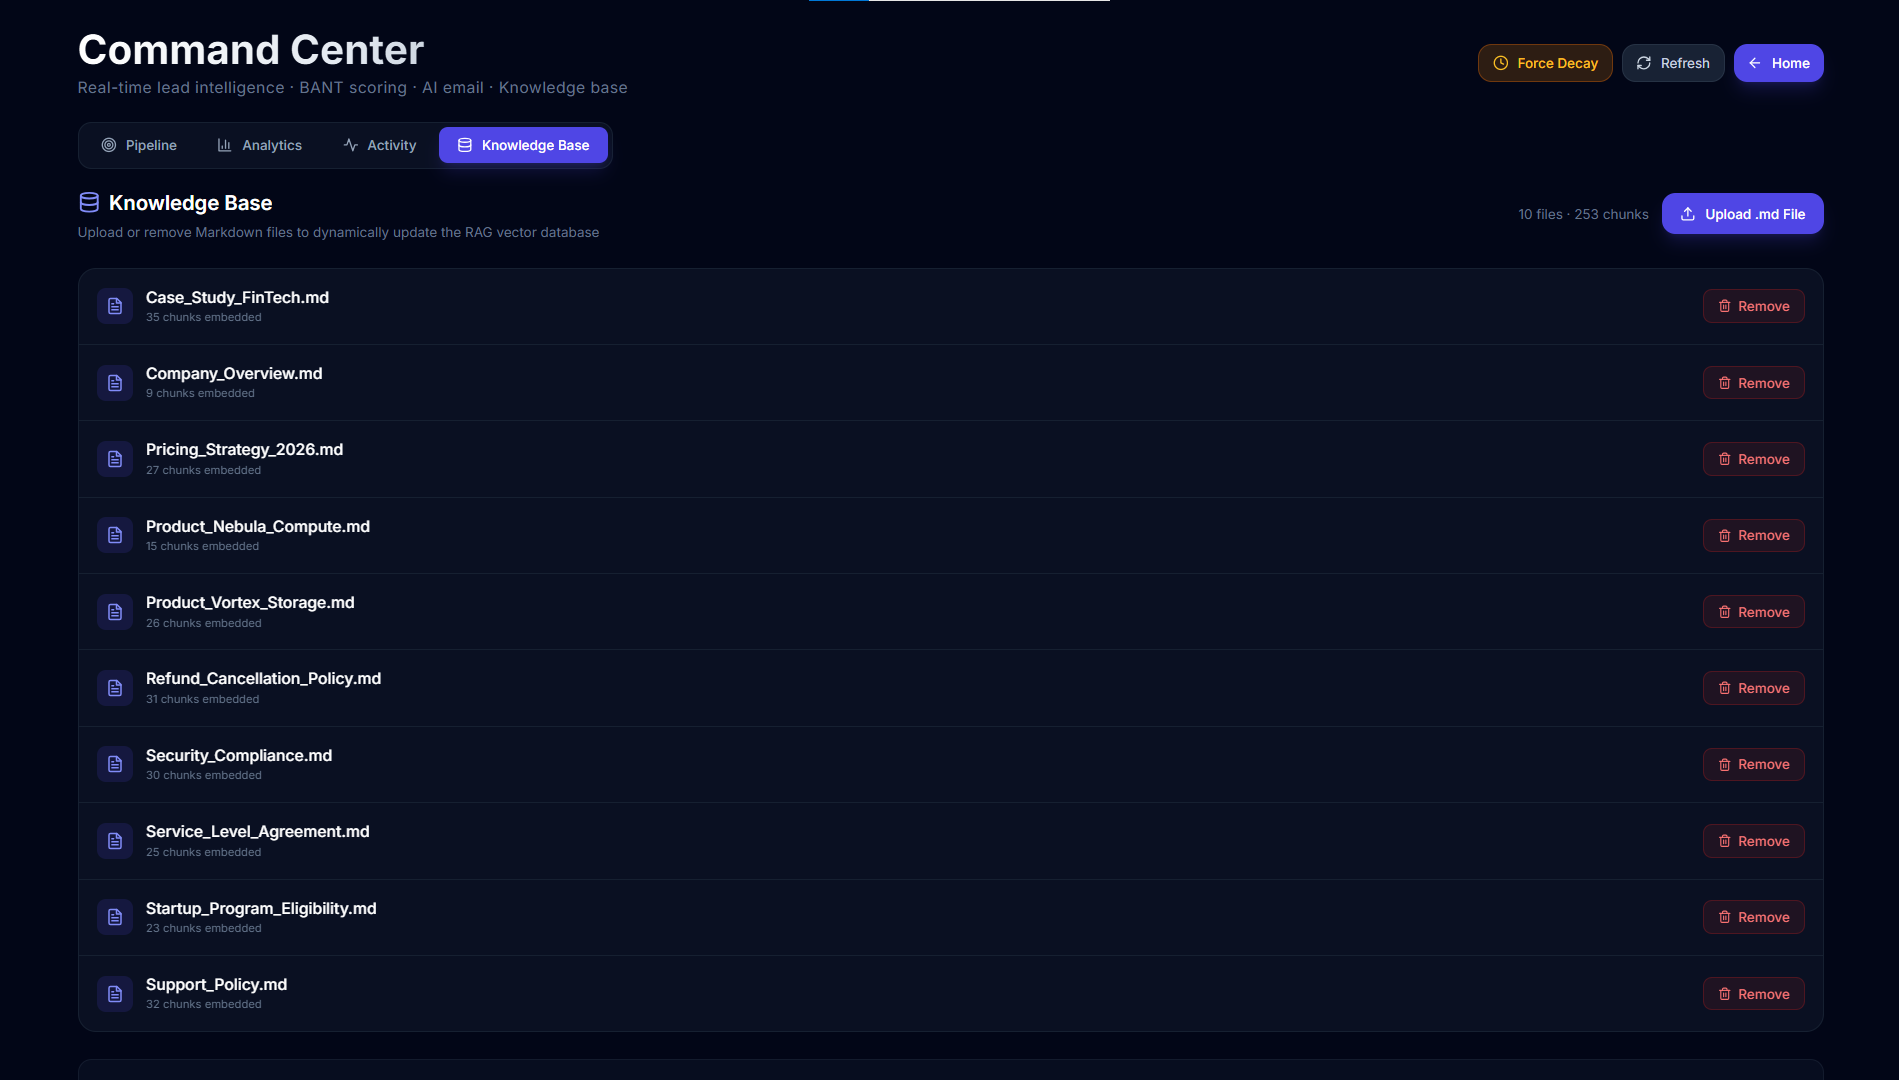 Command Center
Real-time lead intelligence · BANT scoring · AI email · Knowledge base
Force Decay
Refresh
Home
Pipeline
Analytics
Activity
Knowledge Base
Knowledge Base
Upload or remove Markdown files to dynamically update the RAG vector database
10 files · 253 chunks
Upload .md File
Case_Study_FinTech.md
35 chunks embedded
Remove
Company_Overview.md
9 chunks embedded
Remove
Pricing_Strategy_2026.md
27 chunks embedded
Remove
Product_Nebula_Compute.md
15 chunks embedded
Remove
Product_Vortex_Storage.md
26 chunks embedded
Remove
Refund_Cancellation_Policy.md
31 chunks embedded
Remove
Security_Compliance.md
30 chunks embedded
Remove
Service_Level_Agreement.md
25 chunks embedded
Remove
Startup_Program_Eligibility.md
23 chunks embedded
Remove
Support_Policy.md
32 chunks embedded
Remove